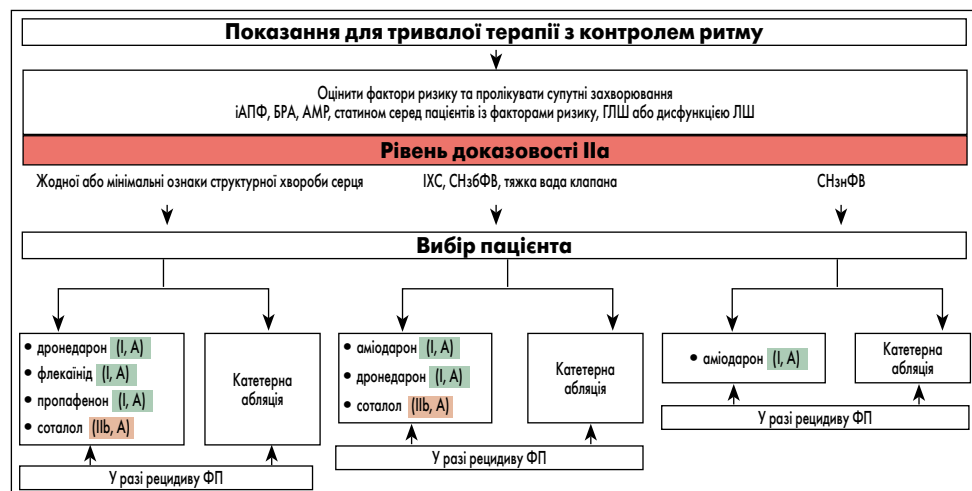 Показання для тривалої терапії з контролем ритму
Оцінити фактори ризику та пролікувати супутні захворювання
іАПФ, БРА, АМР, статином серед пацієнтів із факторами ризику, ГЛШ або дисфункцією ЛШ
Рівень доказовості IIa
Жодної або мінімальні ознаки структурної хвороби серця
ІХС, СНзбФВ, тяжка вада клапана
СНзнФВ
Вибір пацієнта
• дронедарон (I, A)
• флекаїнід (I, A)
• пропафенон (I, A)
• соталол (IIb, A)
Катетерна
абляція
У разі рецидиву ФП
• аміодарон (I, A)
• дронедарон (I, A)
• соталол (IIb, A)
Катетерна
абляція
У разі рецидиву ФП
• аміодарон (I, A)
Катетерна
абляція
У разі рецидиву ФП